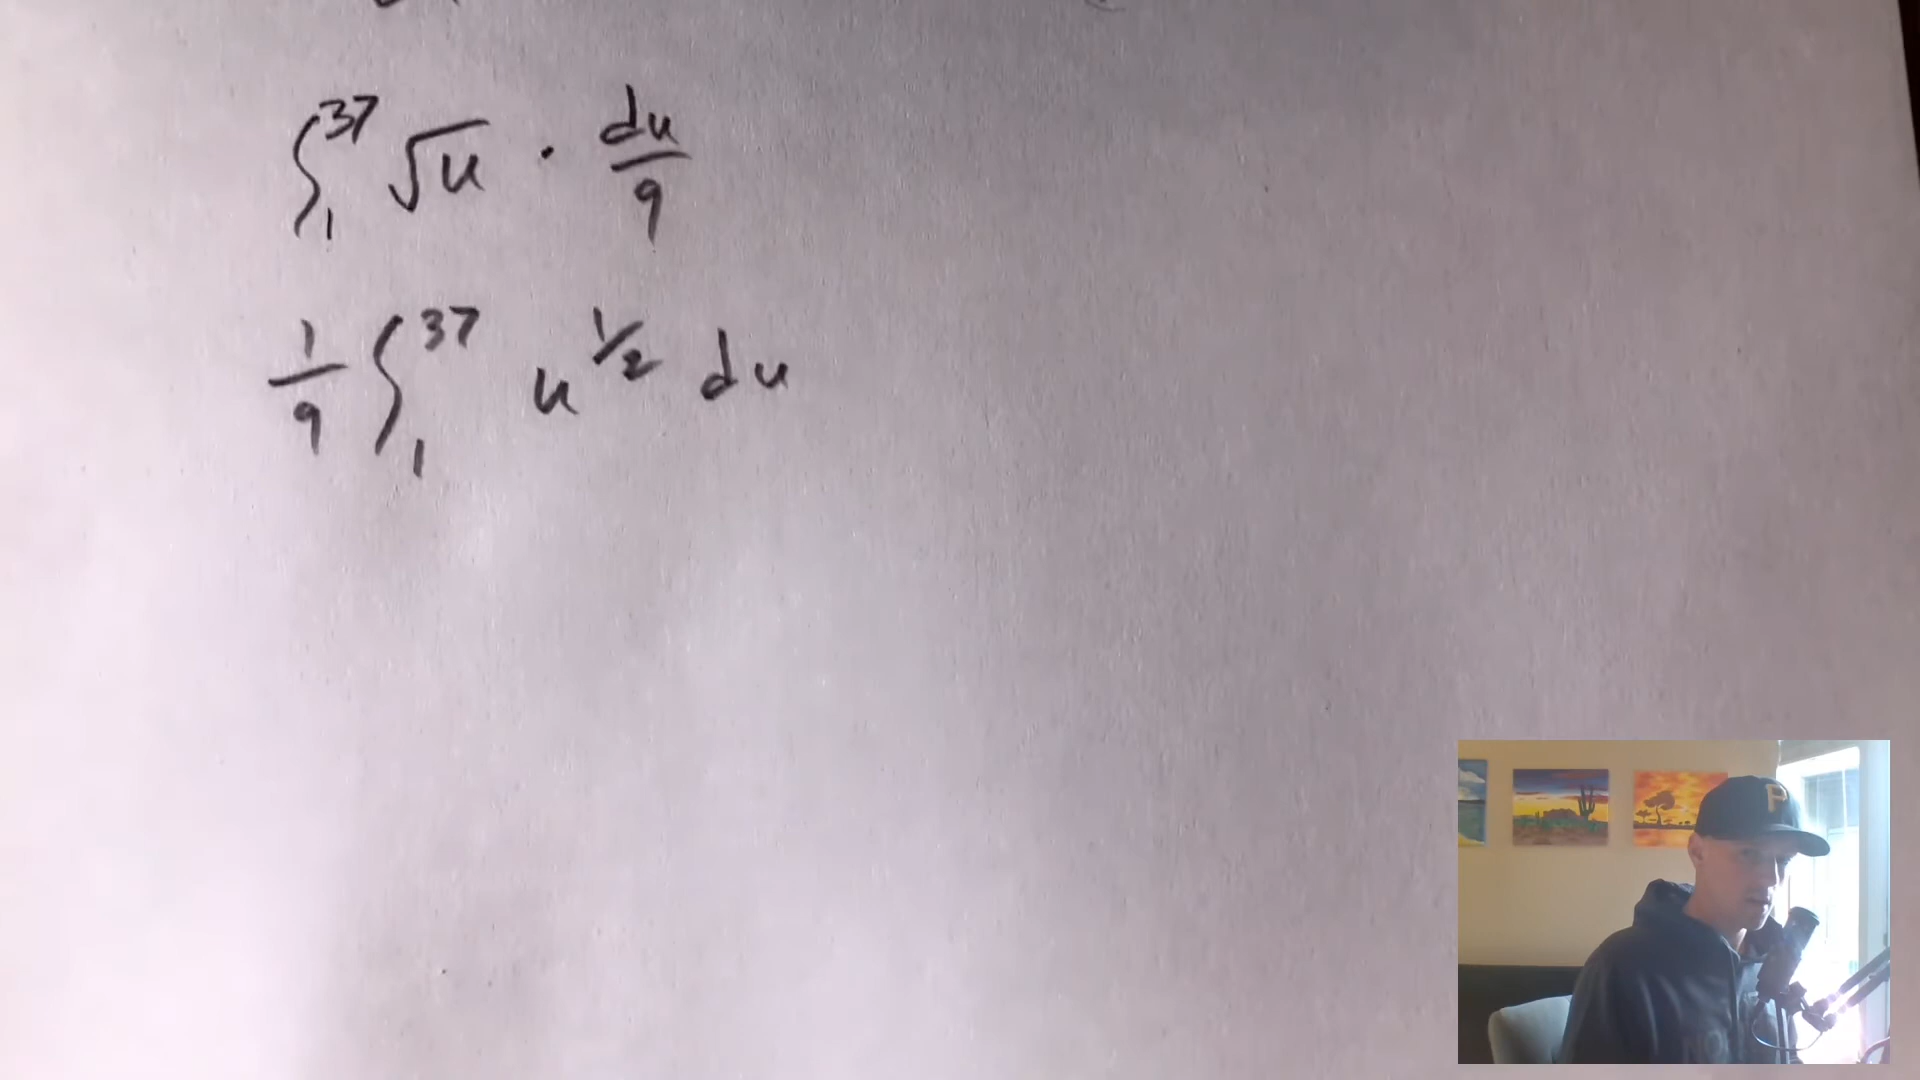 ∫₁³⁷ √u · du/9
1/9 ∫₁³⁷ u^1/2 du
P